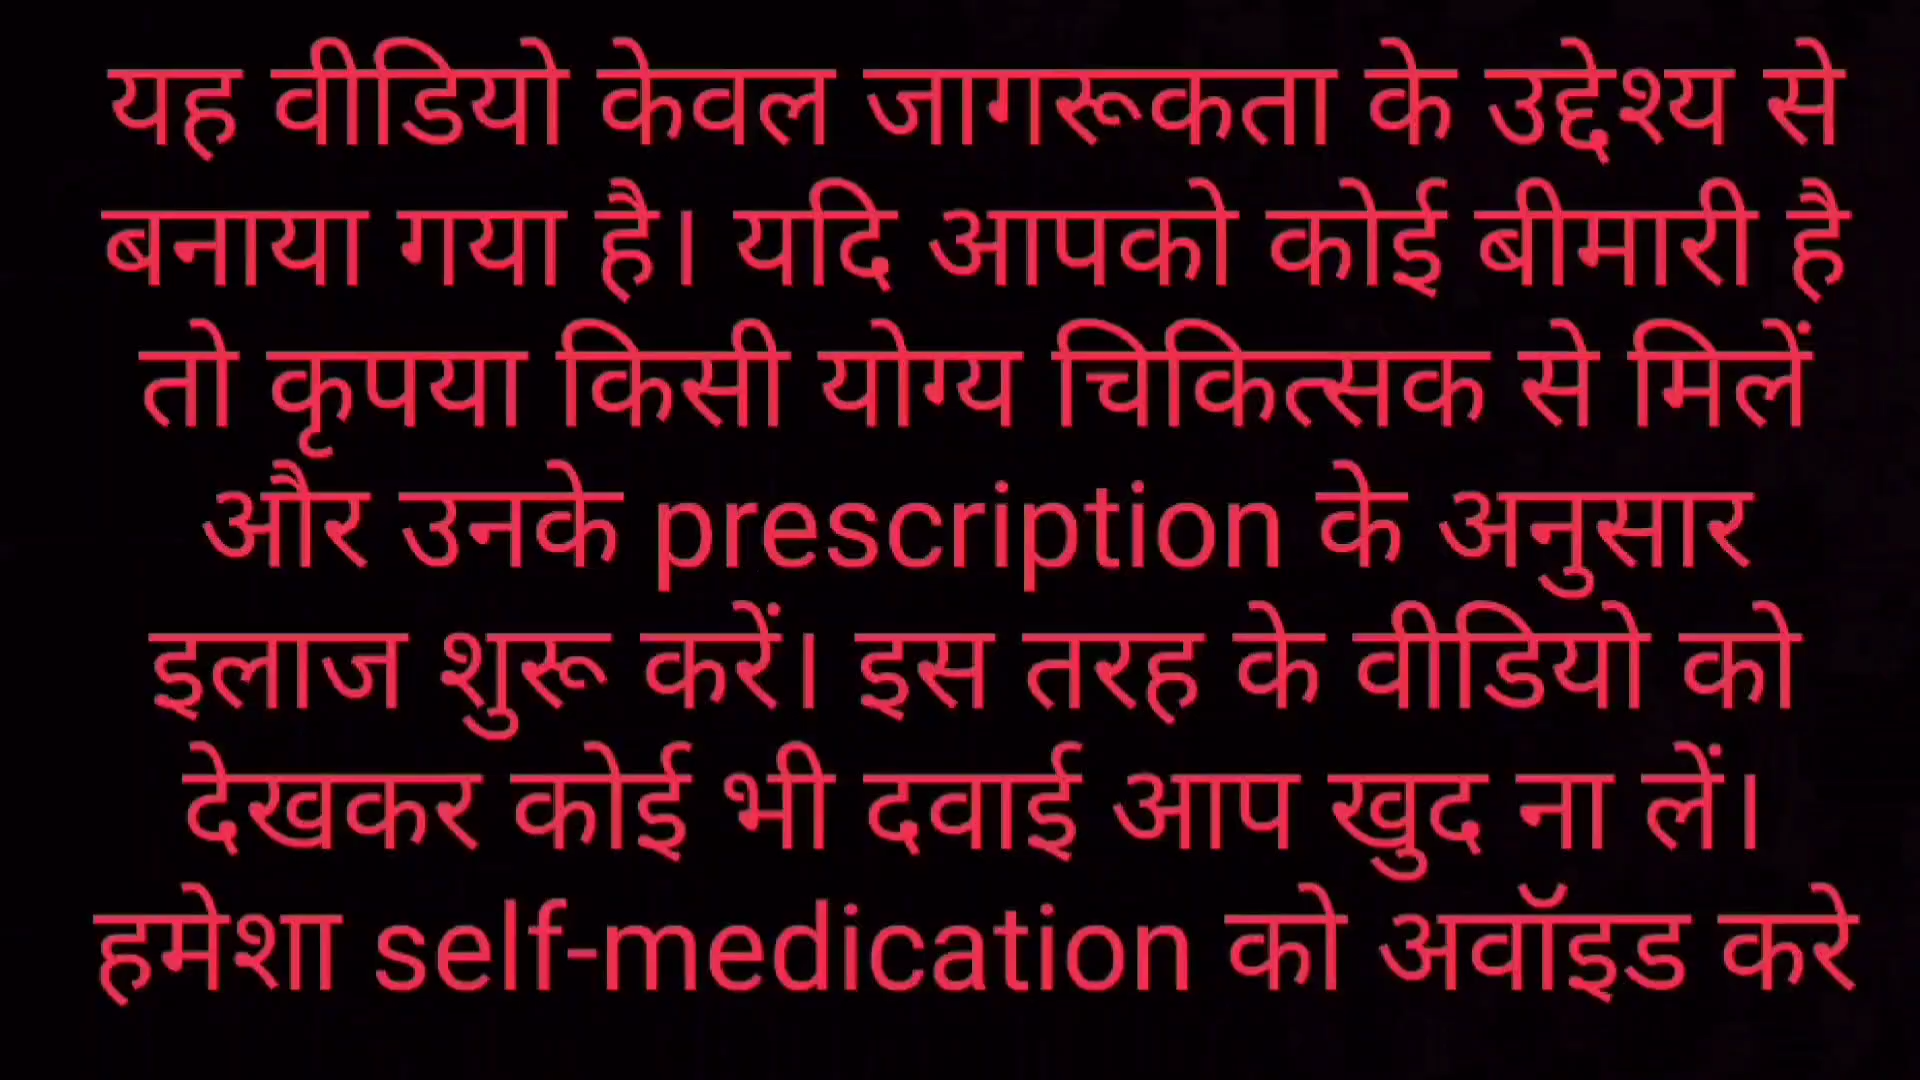 यह वीडियो केवल जागरूकता के उद्देश्य से
बनाया गया है। यदि आपको कोई बीमारी है
तो कृपया किसी योग्य चिकित्सक से मिलें
और उनके prescription के अनुसार
इलाज शुरू करें। इस तरह के वीडियो को
देखकर कोई भी दवाई आप खुद ना लें।
हमेशा self-medication को अवॉइड करे